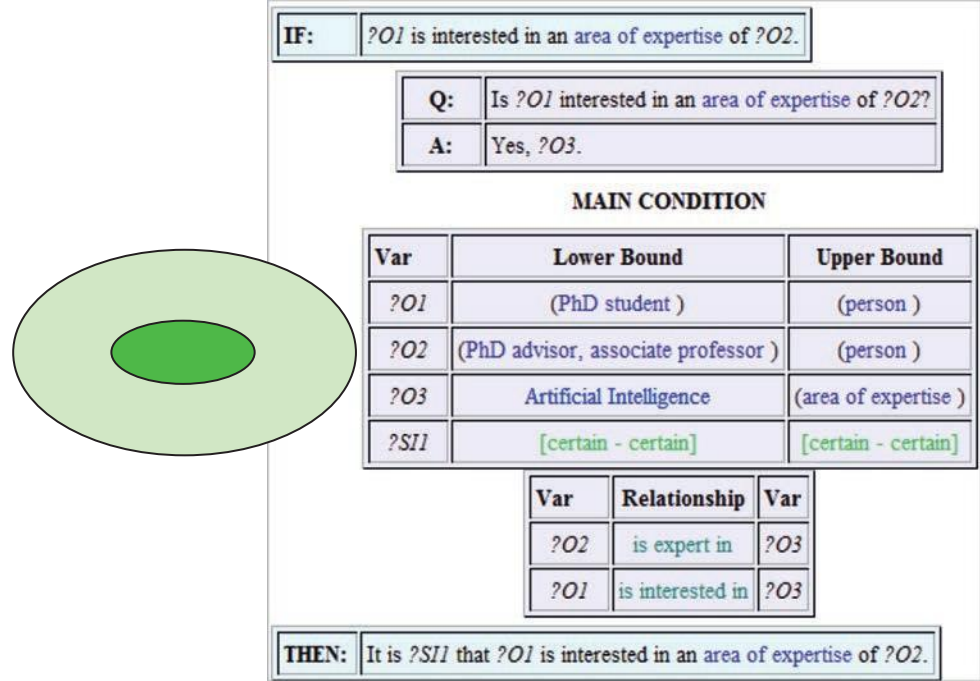 IF: ?O1 is interested in an area of expertise of ?O2.
Q: Is ?O1 interested in an area of expertise of ?O2?
A: Yes, ?O3.
MAIN CONDITION
Var Lower Bound Upper Bound
?O1 (PhD student ) (person )
?O2 (PhD advisor, associate professor ) (person )
?O3 Artificial Intelligence (area of expertise )
?SI1 [certain - certain] [certain - certain]
Var Relationship Var
?O2 is expert in ?O3
?O1 is interested in ?O3
THEN: It is ?SI1 that ?O1 is interested in an area of expertise of ?O2.